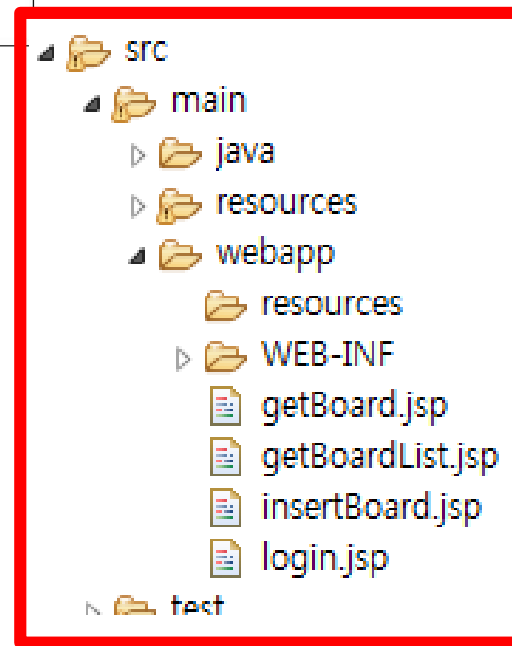 src
main
java
resources
webapp
resources
WEB-INF
getBoard.jsp
getBoardList.jsp
insertBoard.jsp
login.jsp
test